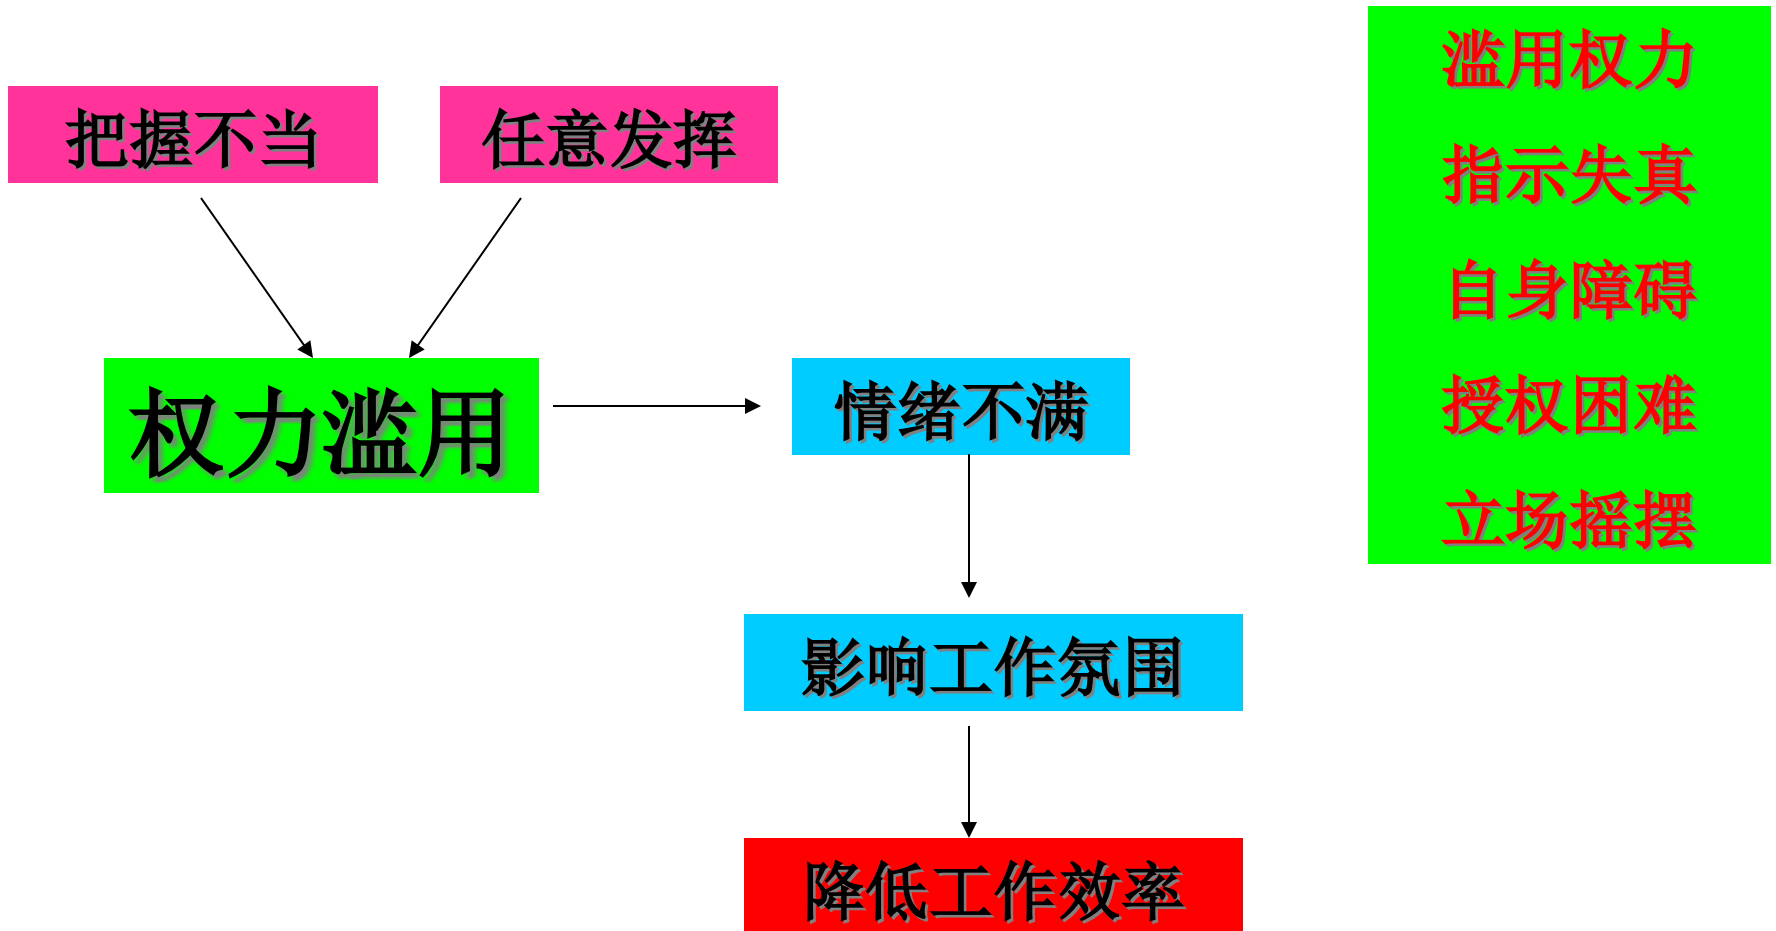 把握不当
任意发挥
权力滥用
情绪不满
影响工作氛围
降低工作效率
滥用权力
指示失真
自身障碍
授权困难
立场摇摆